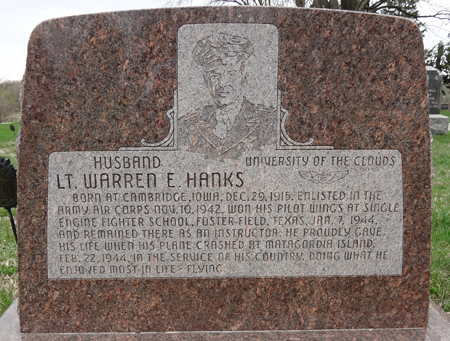 HUSBAND UNIVERSITY OF THE CLOUDS
LT. WARREN E. HANKS
BORN AT CAMBRIDGE, IOWA, DEC. 29, 1915. ENLISTED IN THE
ARMY AIR CORPS NOV. 10, 1942. WON HIS PILOT WINGS AT SINGLE
ENGINE FIGHTER SCHOOL, FOSTER FIELD, TEXAS, JAN. 7, 1944,
AND REMAINED THERE AS AN INSTRUCTOR. HE PROUDLY GAVE
HIS LIFE WHEN HIS PLANE CRASHED AT MATAGORDIA ISLAND,
FEB. 22, 1944, IN THE SERVICE OF HIS COUNTRY, DOING WHAT HE
ENJOYED MOST IN LIFE - FLYING.